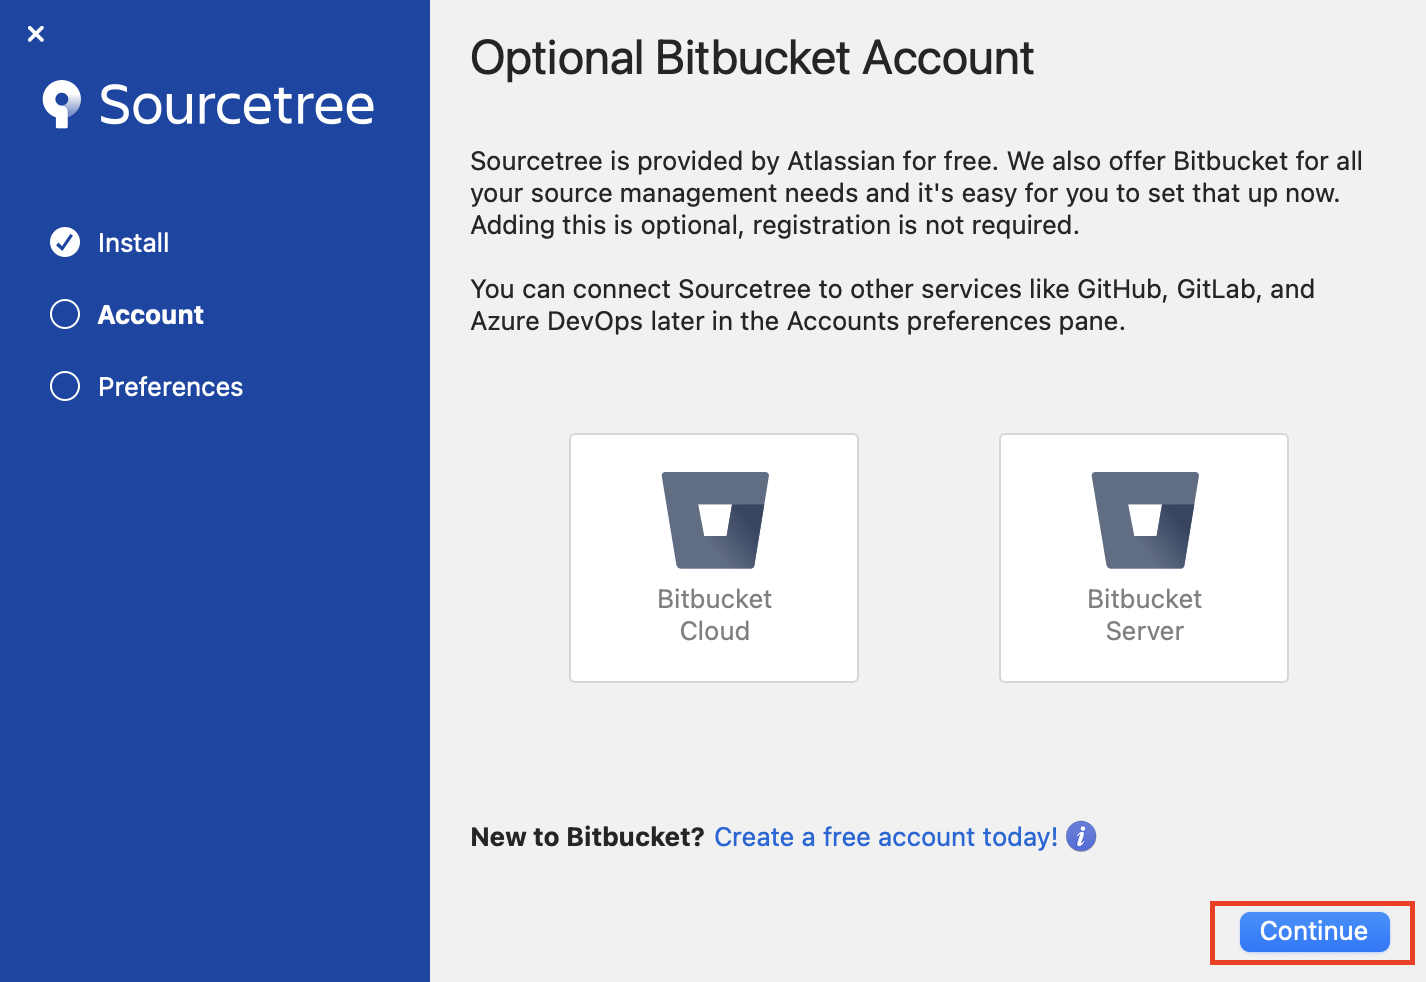 Sourcetree
Install
Account
Preferences
Optional Bitbucket Account
Sourcetree is provided by Atlassian for free. We also offer Bitbucket for all
your source management needs and it's easy for you to set that up now.
Adding this is optional, registration is not required.
You can connect Sourcetree to other services like GitHub, GitLab, and
Azure DevOps later in the Accounts preferences pane.
Bitbucket
Cloud
Bitbucket
Server
New to Bitbucket? Create a free account today! i
Continue